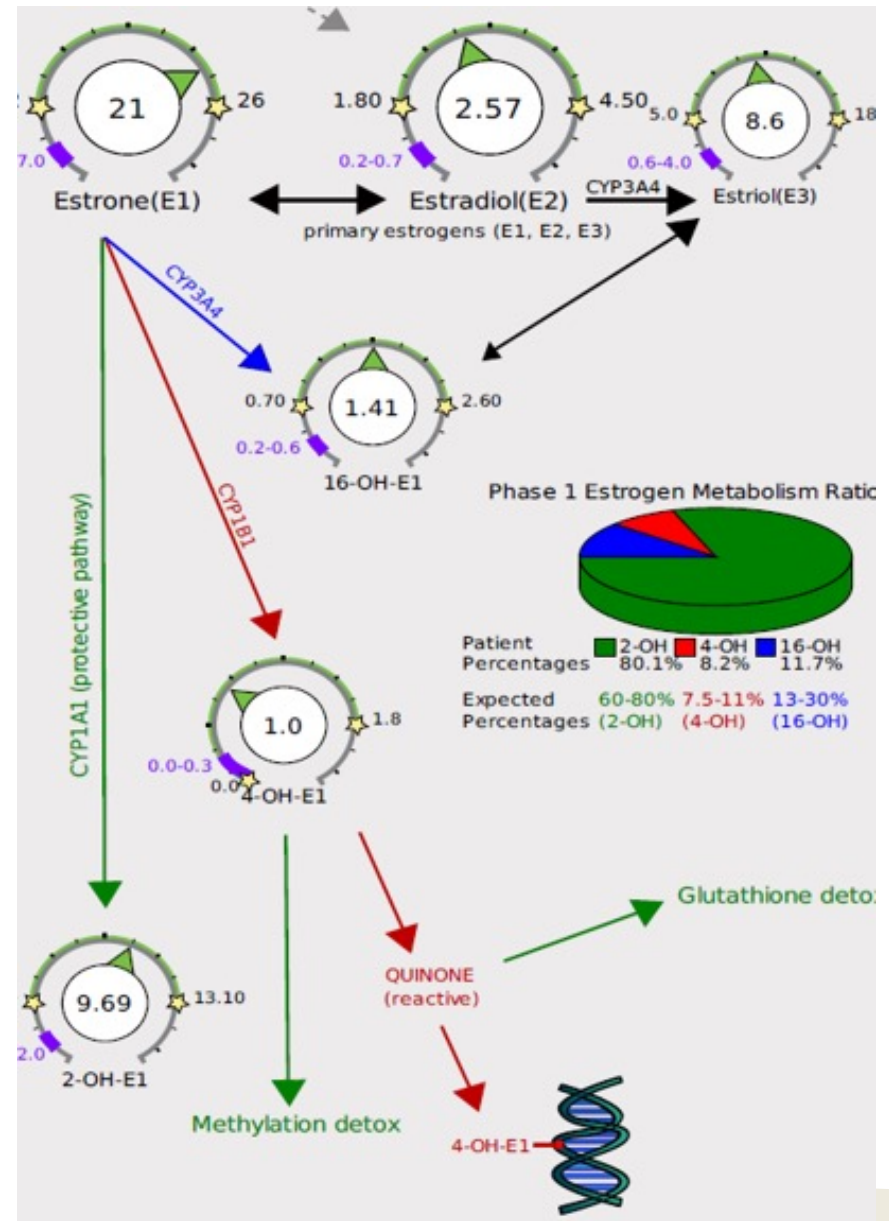 21
26
7.0
Estrone(E1)
1.80
2.57
4.50
0.2-0.7
Estradiol(E2)
CYP3A4
5.0
8.6
18
0.6-4.0
Estriol(E3)
primary estrogens (E1, E2, E3)
CYP3A4
0.70
1.41
2.60
0.2-0.6
16-OH-E1
CYP1B1
CYP1A1 (protective pathway)
Phase 1 Estrogen Metabolism Ratio
Patient 2-OH 4-OH 16-OH
Percentages 80.1% 8.2% 11.7%
Expected 60-80% 7.5-11% 13-30%
Percentages (2-OH) (4-OH) (16-OH)
1.0
1.8
0.0-0.3
0.0
4-OH-E1
Glutathione detox
QUINONE
(reactive)
9.69
13.10
2.0
2-OH-E1
Methylation detox
4-OH-E1